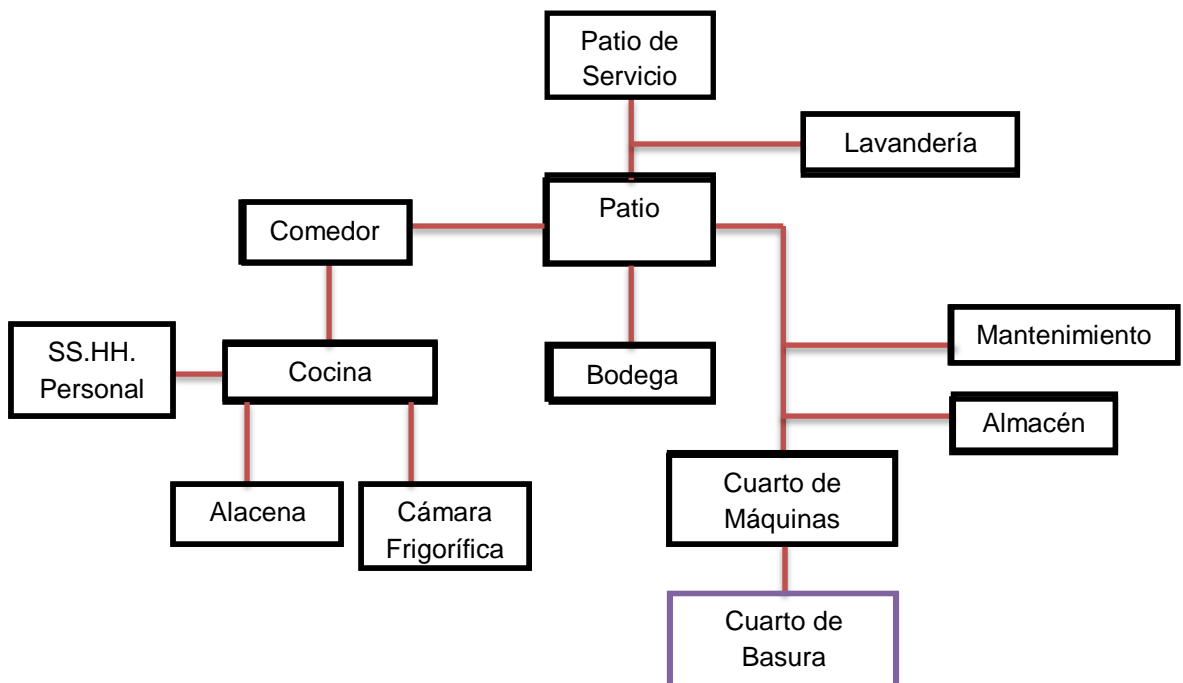 Patio de
Servicio
Lavandería
Patio
Comedor
Mantenimiento
SS.HH.
Personal
Cocina
Bodega
Almacén
Alacena
Cámara
Frigorífica
Cuarto de
Máquinas
Cuarto de
Basura